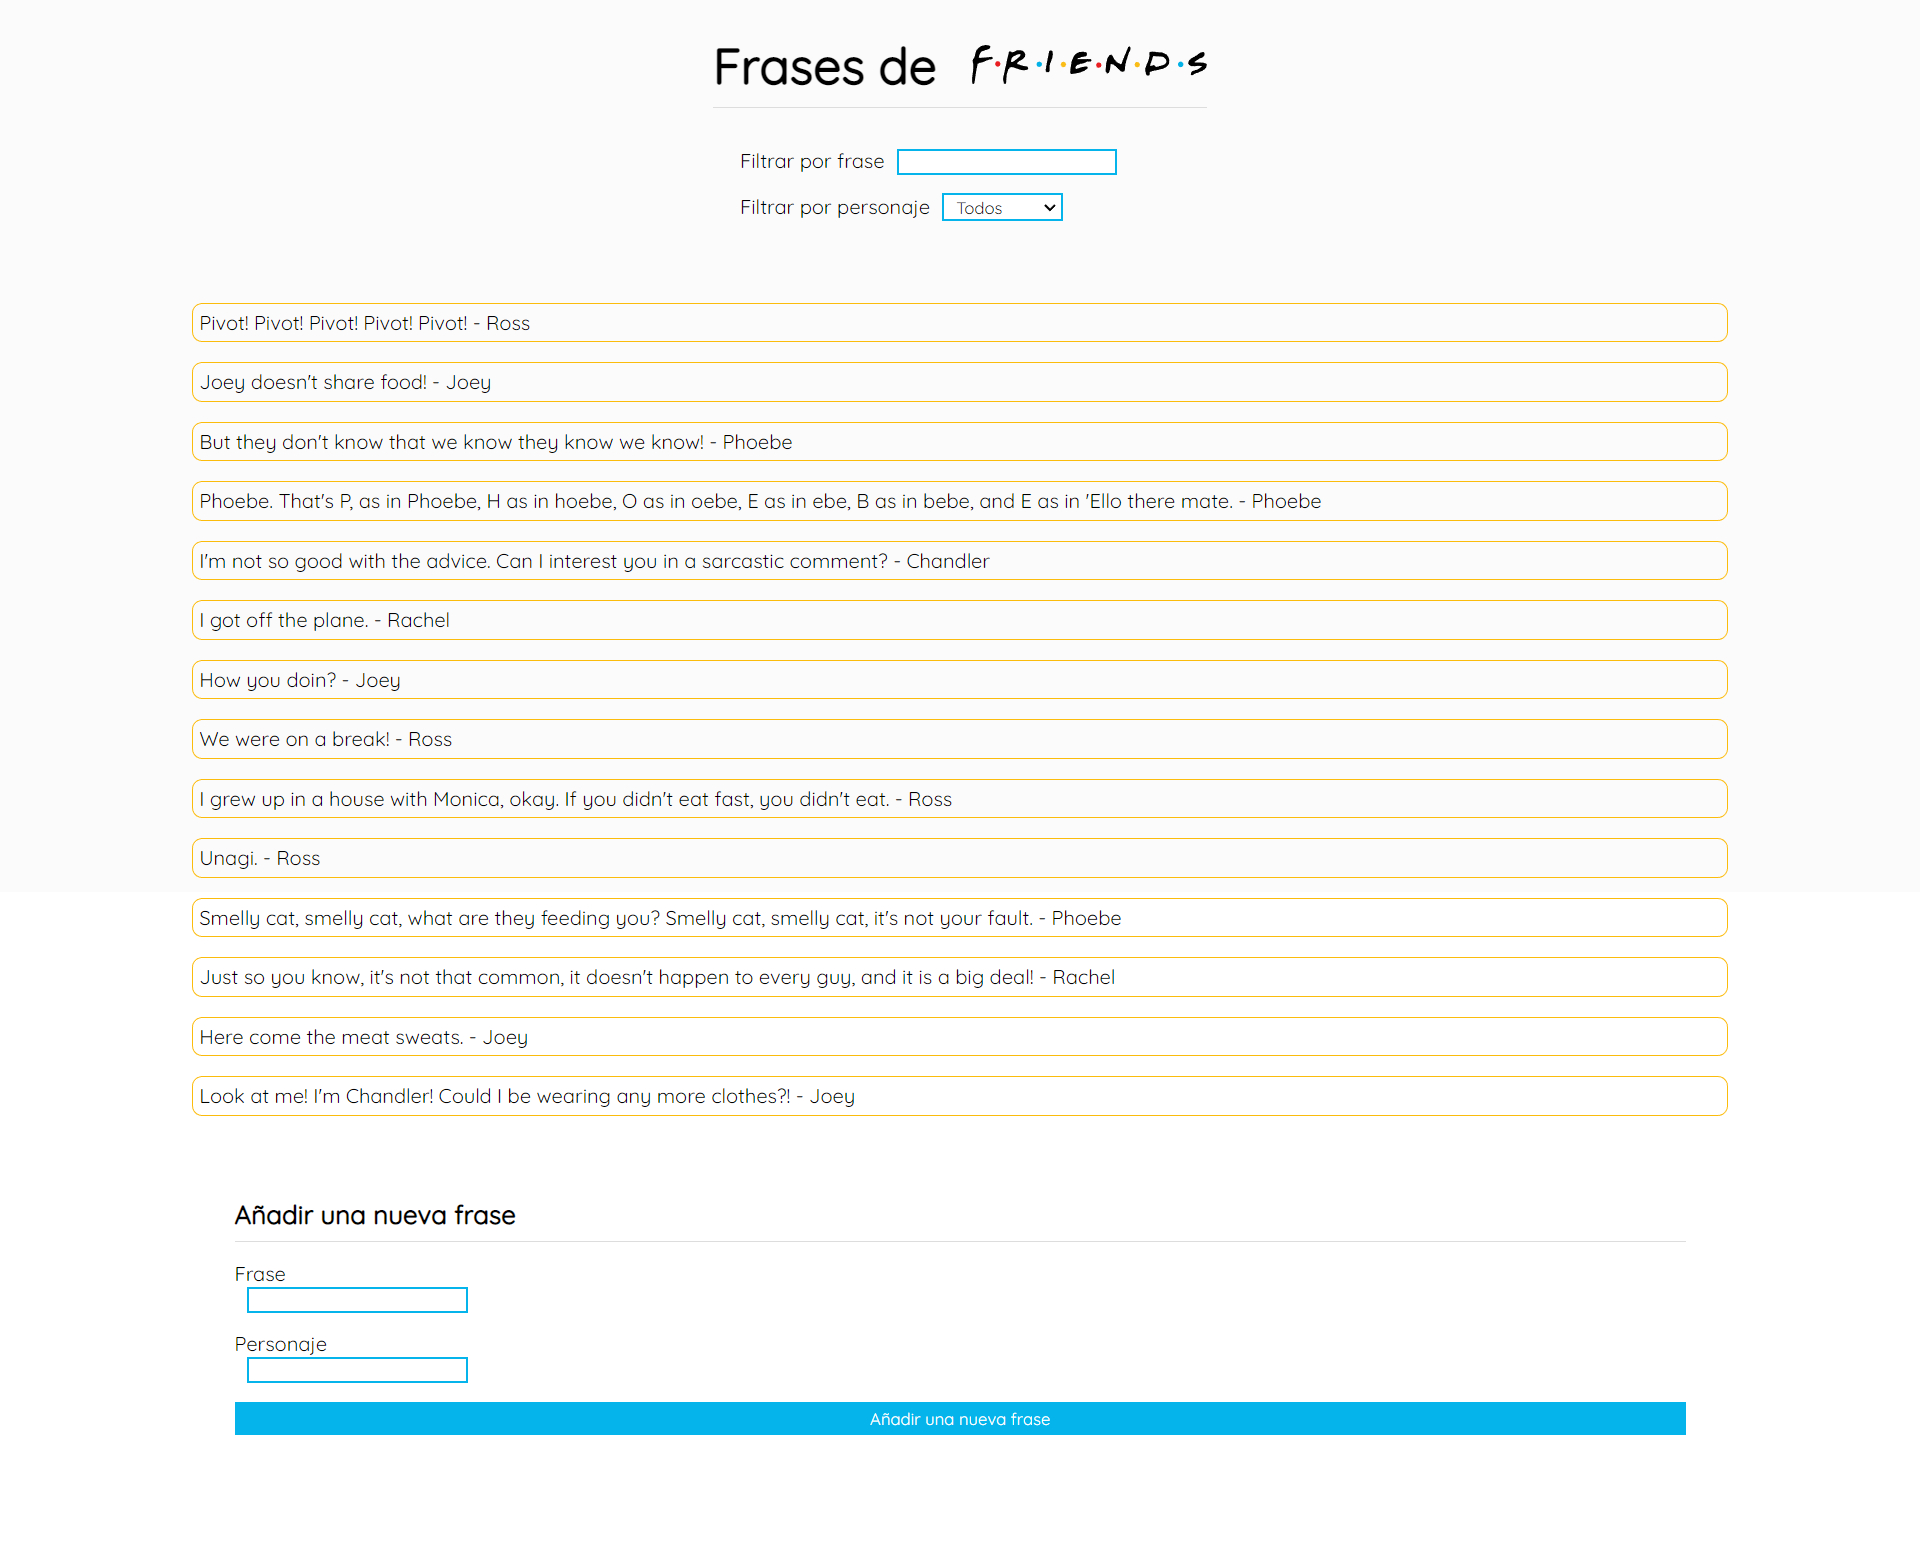 Frases de F·R·I·E·N·D·S
Filtrar por frase
Filtrar por personaje Todos
Pivot! Pivot! Pivot! Pivot! Pivot! - Ross
Joey doesn't share food! - Joey
But they don't know that we know they know we know! - Phoebe
Phoebe. That's P, as in Phoebe, H as in hoebe, O as in oebe, E as in ebe, B as in bebe, and E as in 'Ello there mate. - Phoebe
I'm not so good with the advice. Can I interest you in a sarcastic comment? - Chandler
I got off the plane. - Rachel
How you doin? - Joey
We were on a break! - Ross
I grew up in a house with Monica, okay. If you didn't eat fast, you didn't eat. - Ross
Unagi. - Ross
Smelly cat, smelly cat, what are they feeding you? Smelly cat, smelly cat, it's not your fault. - Phoebe
Just so you know, it's not that common, it doesn't happen to every guy, and it is a big deal! - Rachel
Here come the meat sweats. - Joey
Look at me! I'm Chandler! Could I be wearing any more clothes?! - Joey
Añadir una nueva frase
Frase
Personaje
Añadir una nueva frase